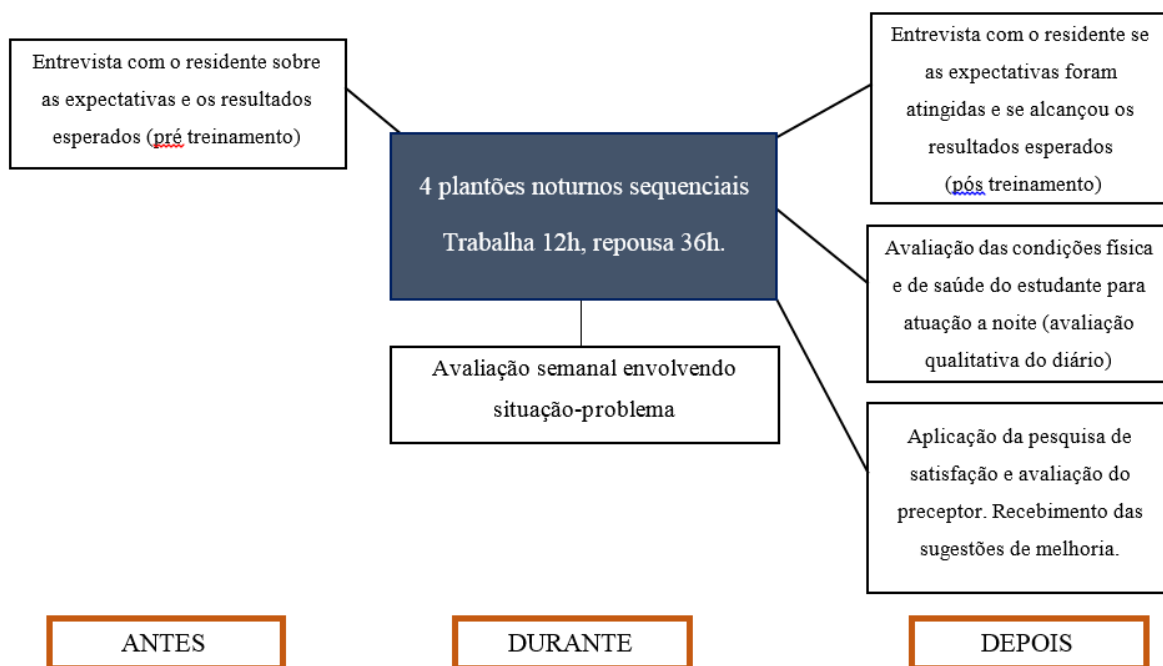 Entrevista com o residente sobre
as expectativas e os resultados
esperados (pré treinamento)
4 plantões noturnos sequenciais
Trabalha 12h, repousa 36h.
Avaliação semanal envolvendo
situação-problema
Entrevista com o residente se
as expectativas foram
atingidas e se alcançou os
resultados esperados
(pós treinamento)
Avaliação das condições física
e de saúde do estudante para
atuação a noite (avaliação
qualitativa do diário)
Aplicação da pesquisa de
satisfação e avaliação do
preceptor. Recebimento das
sugestões de melhoria.
ANTES
DURANTE
DEPOIS